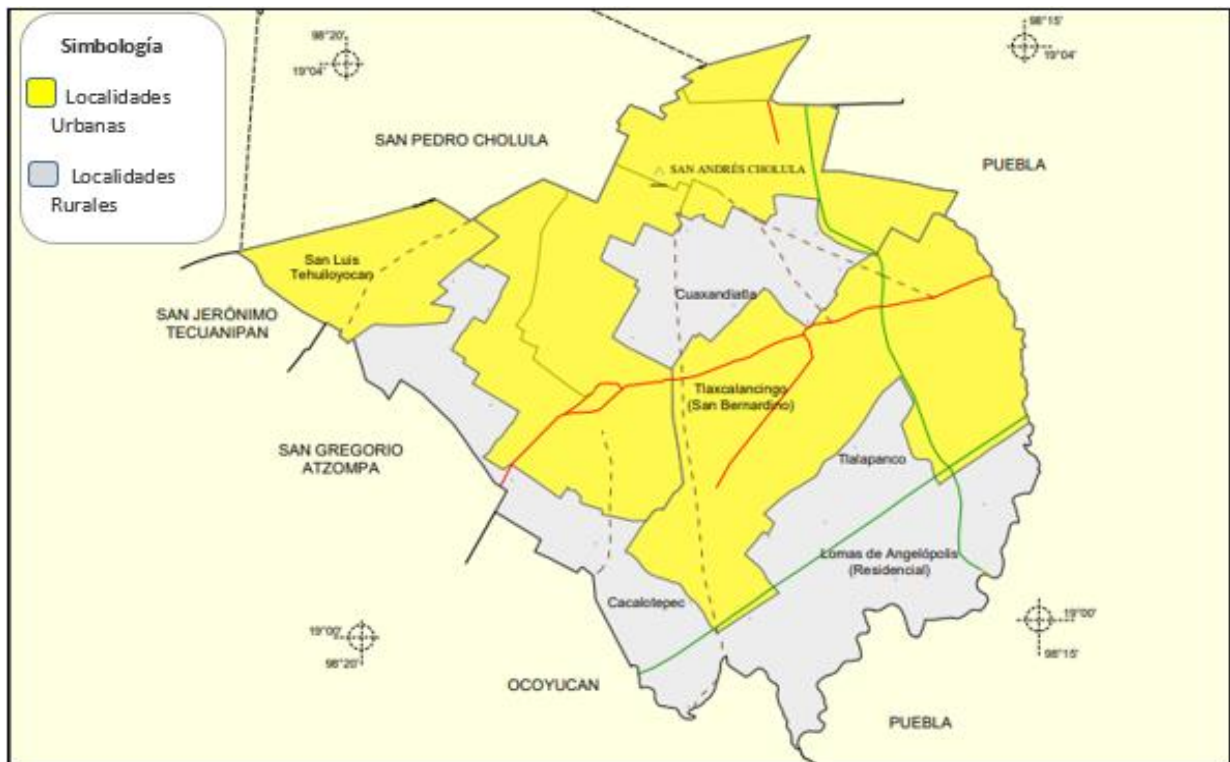 Simbología
Localidades
Urbanas
Localidades
Rurales
98°20'
19°04'
98°15'
19°04'
SAN PEDRO CHOLULA
SAN ANDRÉS CHOLULA
PUEBLA
San Luis
Tehuiloyocan
Cuaxandiatla
SAN JERÓNIMO
TECUANIPAN
Tlaxcalancingo
(San Bernardino)
SAN GREGORIO
ATZOMPA
Tlalapanco
Lomas de Angelópolis
(Residencial)
Cacalotepec
19°00'
98°20'
19°00'
98°15'
OCOYUCAN
PUEBLA